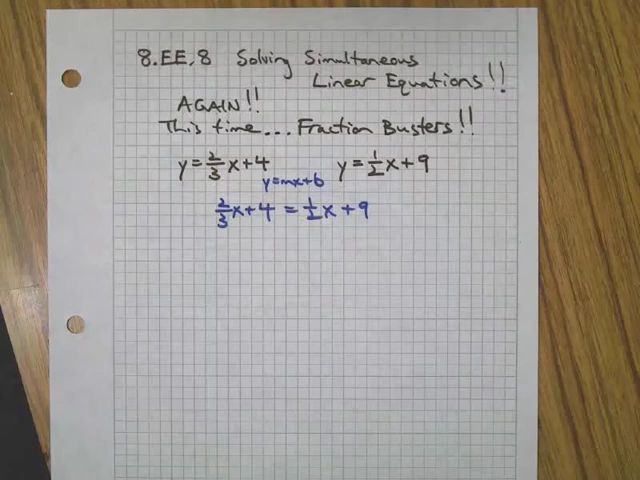 8.EE.8 Solving Simultaneous
Linear Equations!!
AGAIN!!
This time... Fraction Busters!!
y=2/3x+4 y=1/2x+9
y=mx+b
2/3x+4=1/2x+9